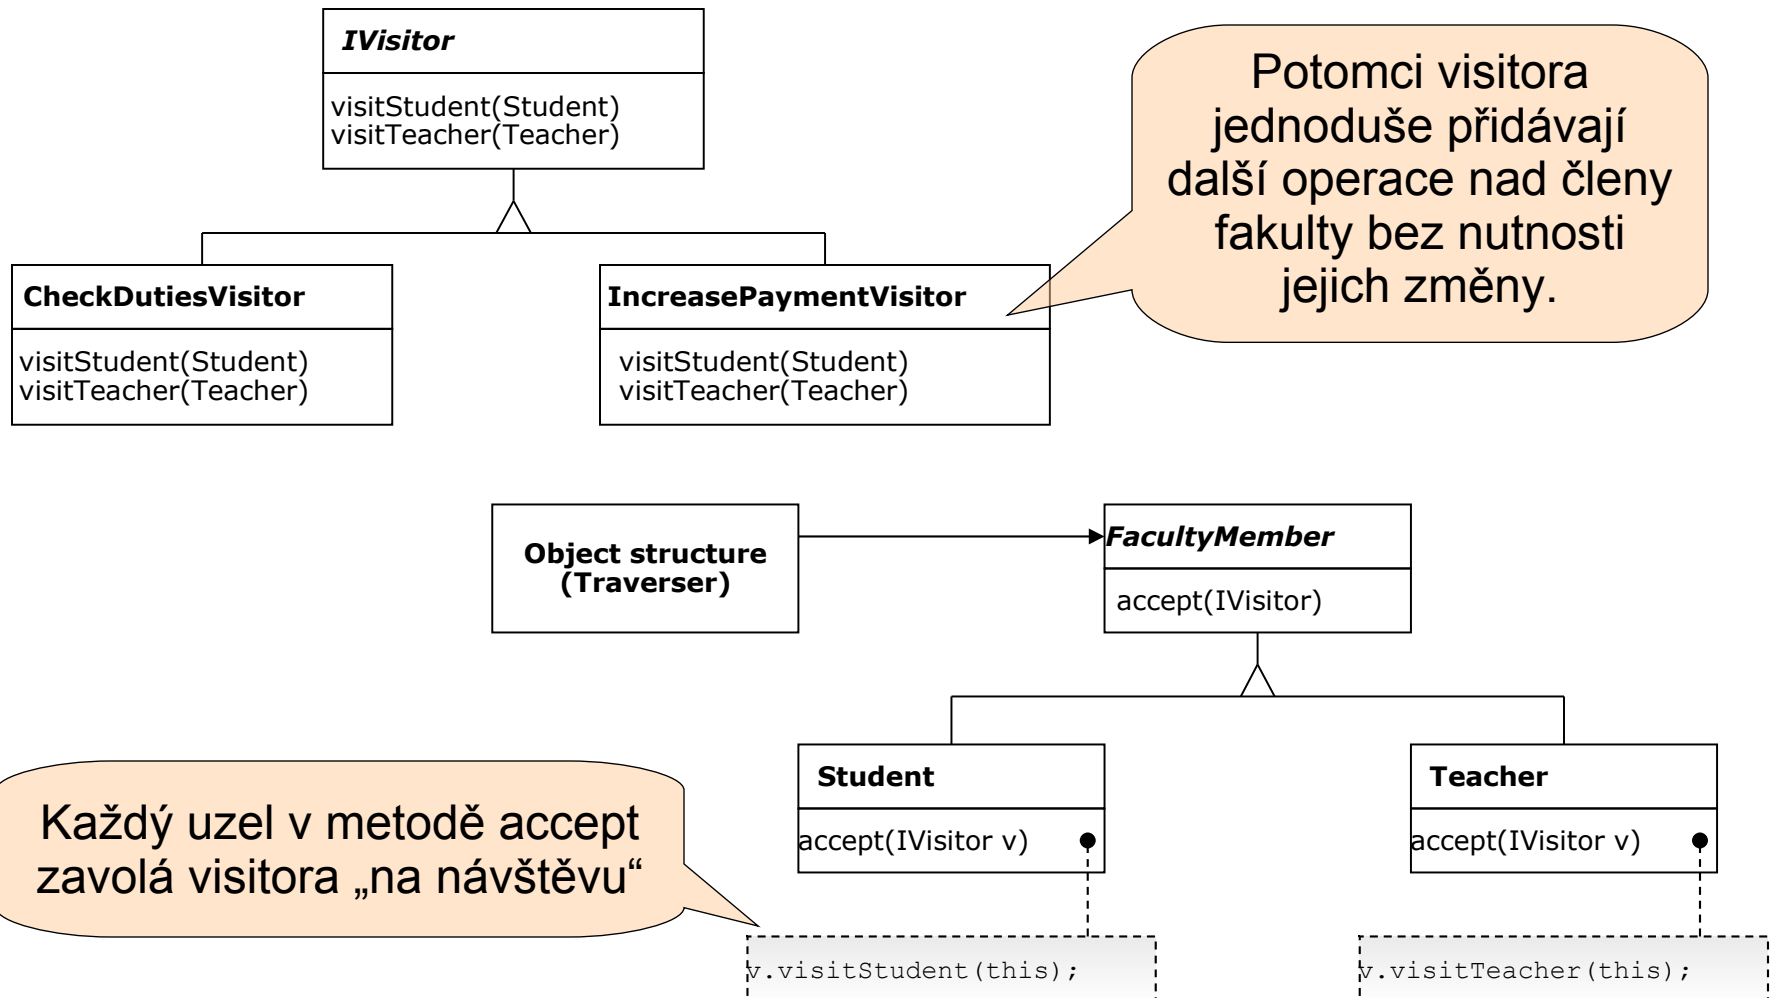 IVisitor
visitStudent(Student)
visitTeacher(Teacher)
Potomci visitora
jednoduše přidávají
další operace nad členy
fakulty bez nutnosti
jejich změny.
CheckDutiesVisitor
visitStudent(Student)
visitTeacher(Teacher)
IncreasePaymentVisitor
visitStudent(Student)
visitTeacher(Teacher)
Object structure
(Traverser)
FacultyMember
accept(IVisitor)
Student
accept(IVisitor v)
Teacher
accept(IVisitor v)
Každý uzel v metodě accept
zavolá visitora „na návštěvu“
v.visitStudent(this);
v.visitTeacher(this);